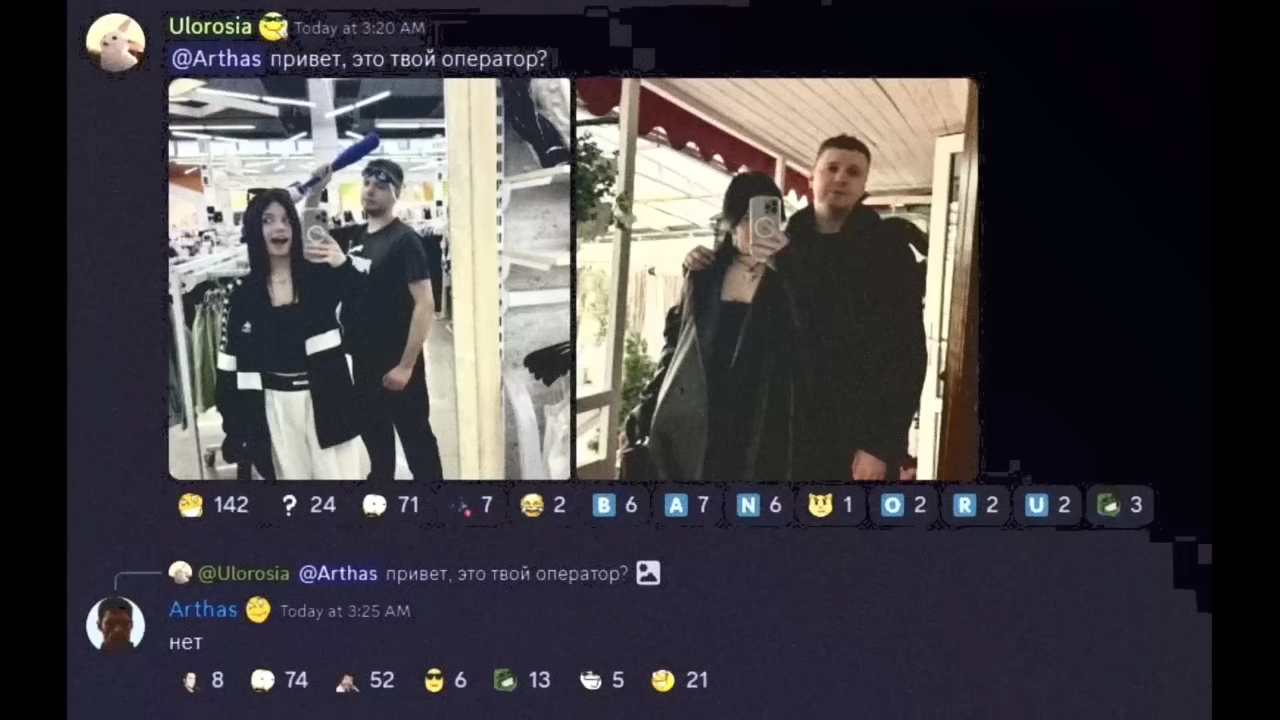 Ulorosia Today at 3:20 AM
@Arthas привет, это твой оператор?
142 ? 24 71 7 2 B 6 A 7 N 6 1 O 2 R 2 U 2 3
@Ulorosia @Arthas привет, это твой оператор?
Arthas Today at 3:25 AM
нет
8 74 52 6 13 5 21